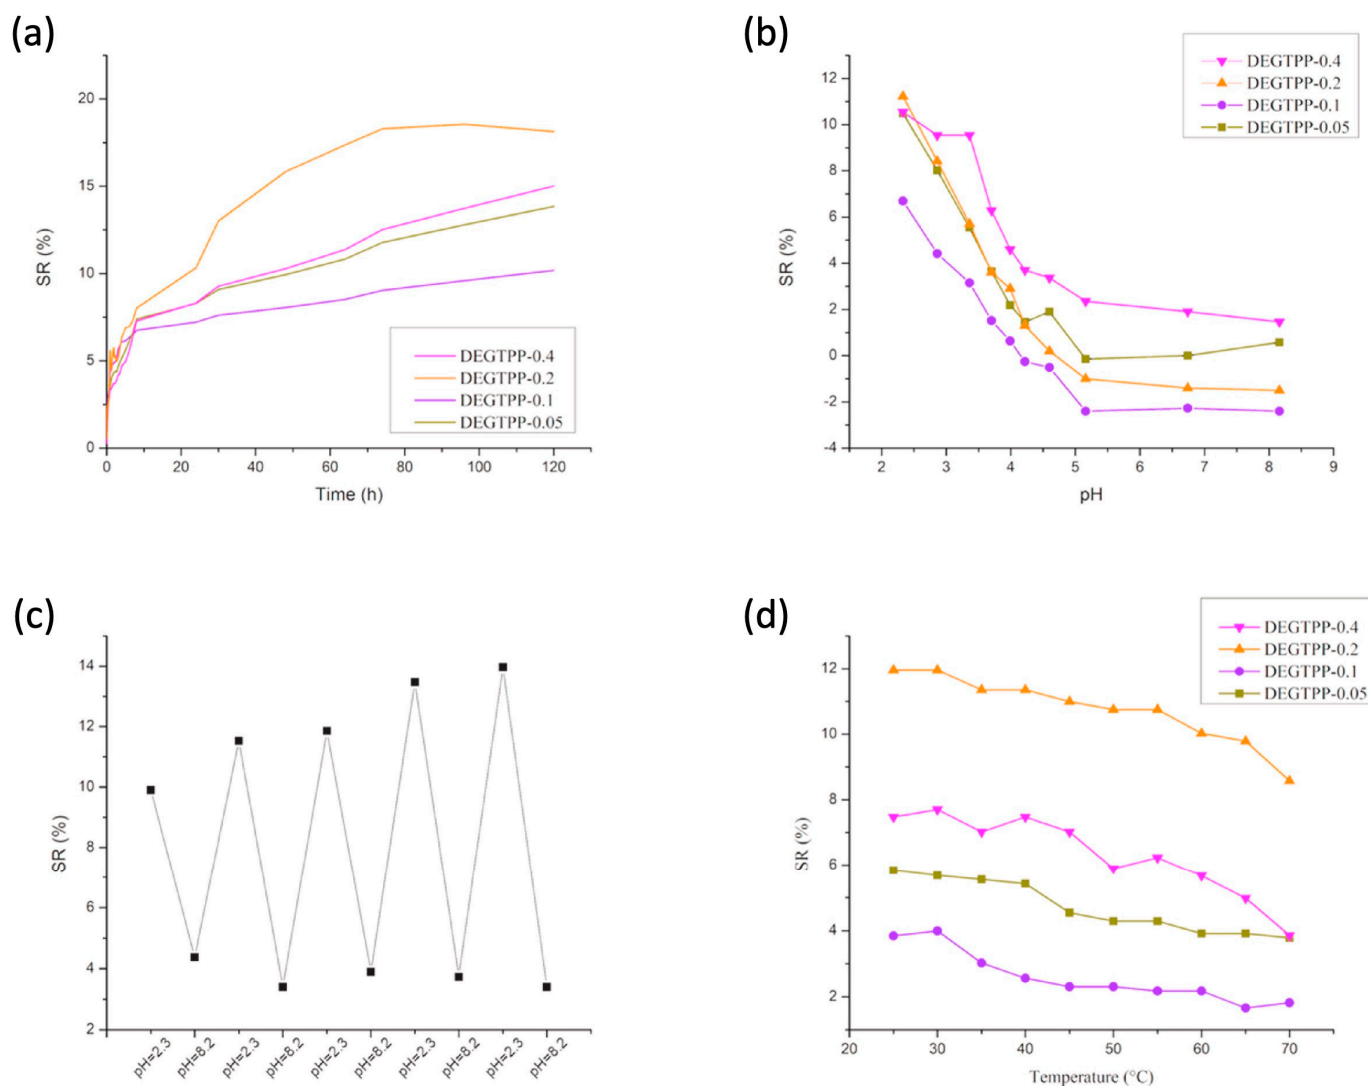 (a)
SR (%)
20
15
10
5
0
0 20 40 60 80 100 120
Time (h)
DEGTPP-0.4
DEGTPP-0.2
DEGTPP-0.1
DEGTPP-0.05
(b)
SR (%)
12
10
8
6
4
2
0
-2
-4
2 3 4 5 6 7 8 9
pH
DEGTPP-0.4
DEGTPP-0.2
DEGTPP-0.1
DEGTPP-0.05
(c)
SR (%)
14
12
10
8
6
4
2
pH=2.3 pH=8.2 pH=2.3 pH=8.2 pH=2.3 pH=8.2 pH=2.3 pH=8.2 pH=2.3 pH=8.2
(d)
SR (%)
12
10
8
6
4
2
20 30 40 50 60 70
Temperature (°C)
DEGTPP-0.4
DEGTPP-0.2
DEGTPP-0.1
DEGTPP-0.05